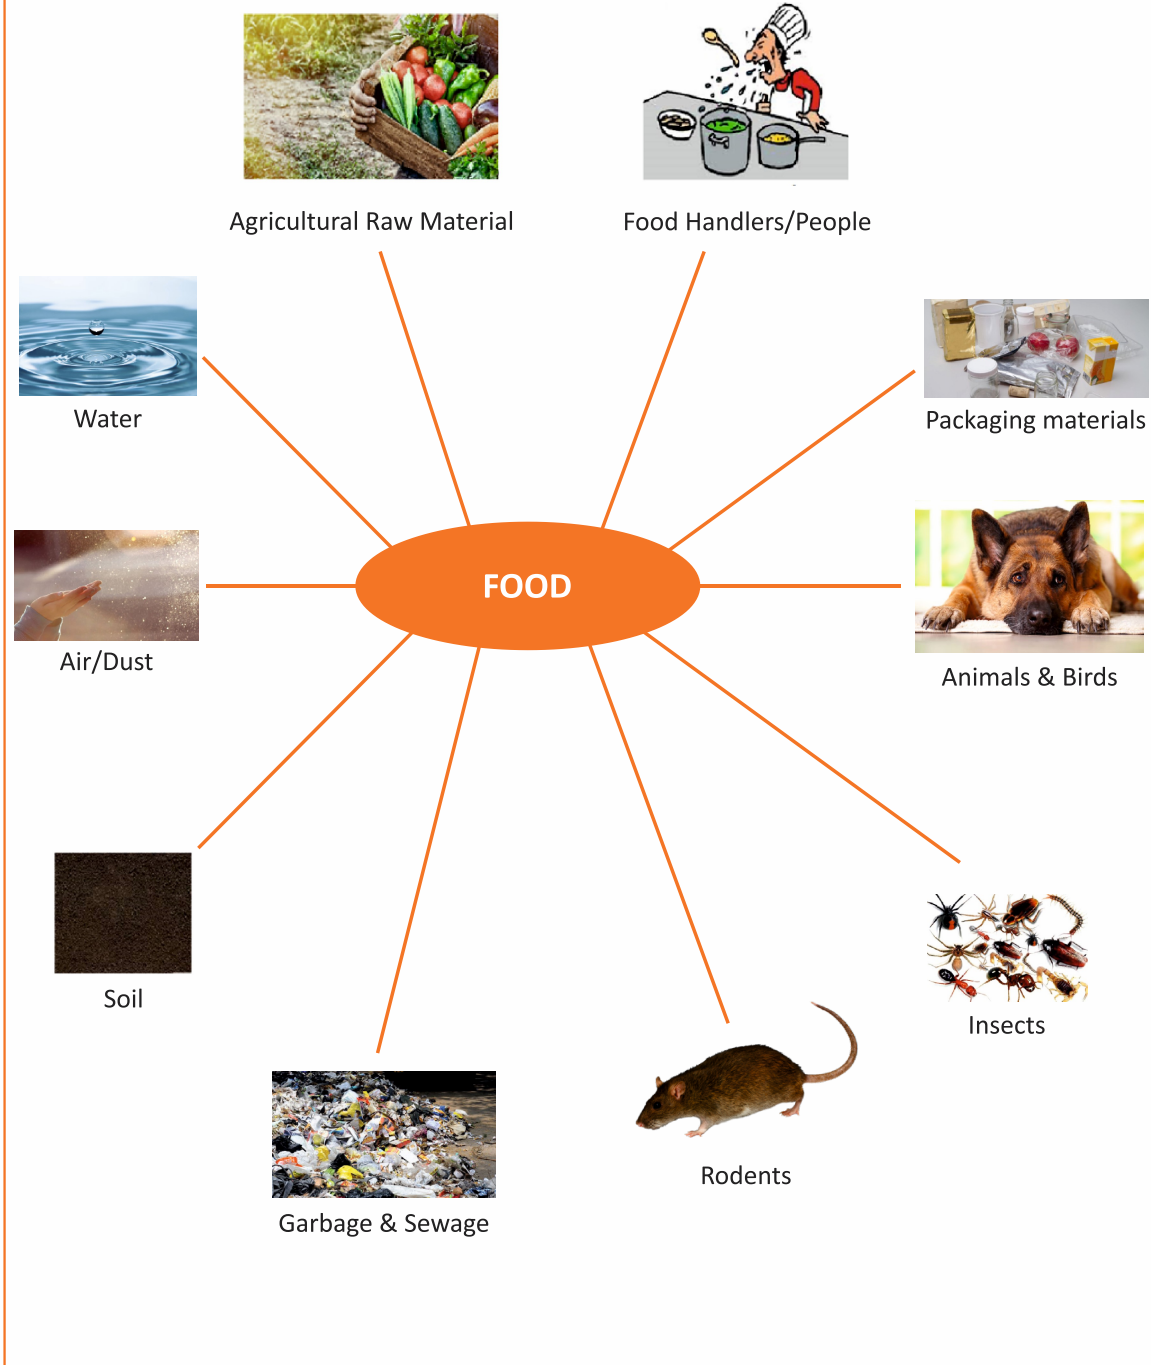 Agricultural Raw Material
Food Handlers/People
Water
Packaging materials
FOOD
Air/Dust
Animals & Birds
Soil
Insects
Rodents
Garbage & Sewage